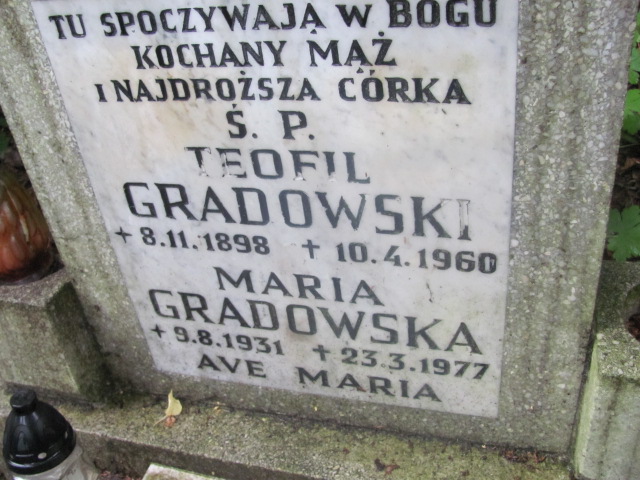 TU SPOCZYWAJĄ W BOGU
KOCHANY MĄŻ
I NAJDROŻSZA CÓRKA
Ś. P.
TEOFIL
GRADOWSKI
+ 8.11.1898 + 10.4.1960
MARIA
GRADOWSKA
+ 9.8.1931 + 23.3.1977
AVE MARIA